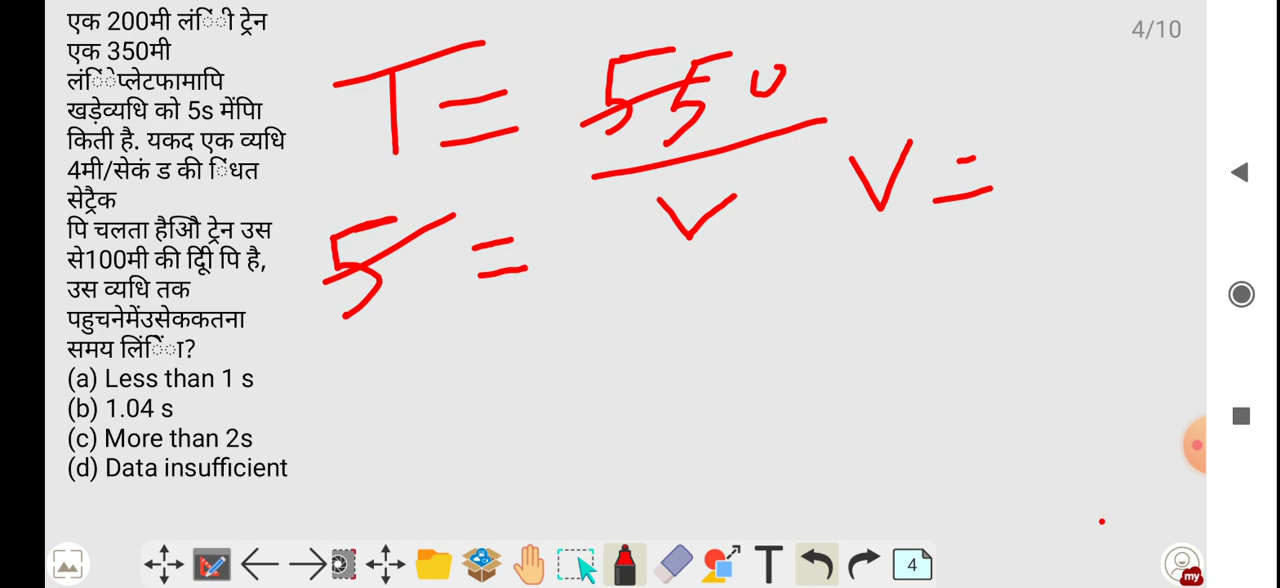 4/10
एक 200मी लंिंी ट्रेन
एक 350मी
लंिंेप्लेटफामापि
खड़ेव्यधि को 5s मेंपाि
किती है. यकद एक व्यधि
4मी/सेकं ड की िंधत
सेट्रैक
पि चलता हैऔि ट्रेन उस
से100मी की दूिी पि है,
उस व्यधि तक
पहुचनेमेंउसेककतना
समय लिंिंेा?
(a) Less than 1 s
(b) 1.04 s
(c) More than 2s
(d) Data insufficient
T = 550
V
V =
5 =
T
4
my